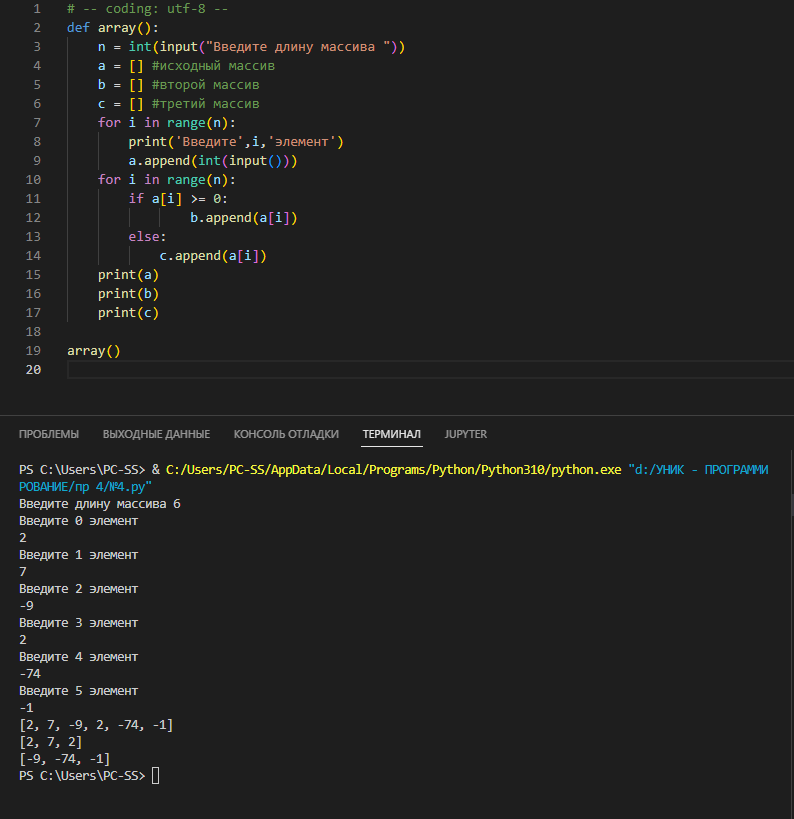 1 # -- coding: utf-8 --
2 def array():
3 n = int(input("Введите длину массива "))
4 a = [] #исходный массив
5 b = [] #второй массив
6 c = [] #третий массив
7 for i in range(n):
8 print('Введите',i,'элемент')
9 a.append(int(input()))
10 for i in range(n):
11 if a[i] >= 0:
12 b.append(a[i])
13 else:
14 c.append(a[i])
15 print(a)
16 print(b)
17 print(c)
18
19 array()
20
ПРОБЛЕМЫ ВЫХОДНЫЕ ДАННЫЕ КОНСОЛЬ ОТЛАДКИ ТЕРМИНАЛ JUPYTER
PS C:\Users\PC-SS> & C:/Users/PC-SS/AppData/Local/Programs/Python/Python310/python.exe "d:/УНИК - ПРОГРАММИ
РОВАНИЕ/пр 4/№4.py"
Введите длину массива 6
Введите 0 элемент
2
Введите 1 элемент
7
Введите 2 элемент
-9
Введите 3 элемент
2
Введите 4 элемент
-74
Введите 5 элемент
-1
[2, 7, -9, 2, -74, -1]
[2, 7, 2]
[-9, -74, -1]
PS C:\Users\PC-SS>